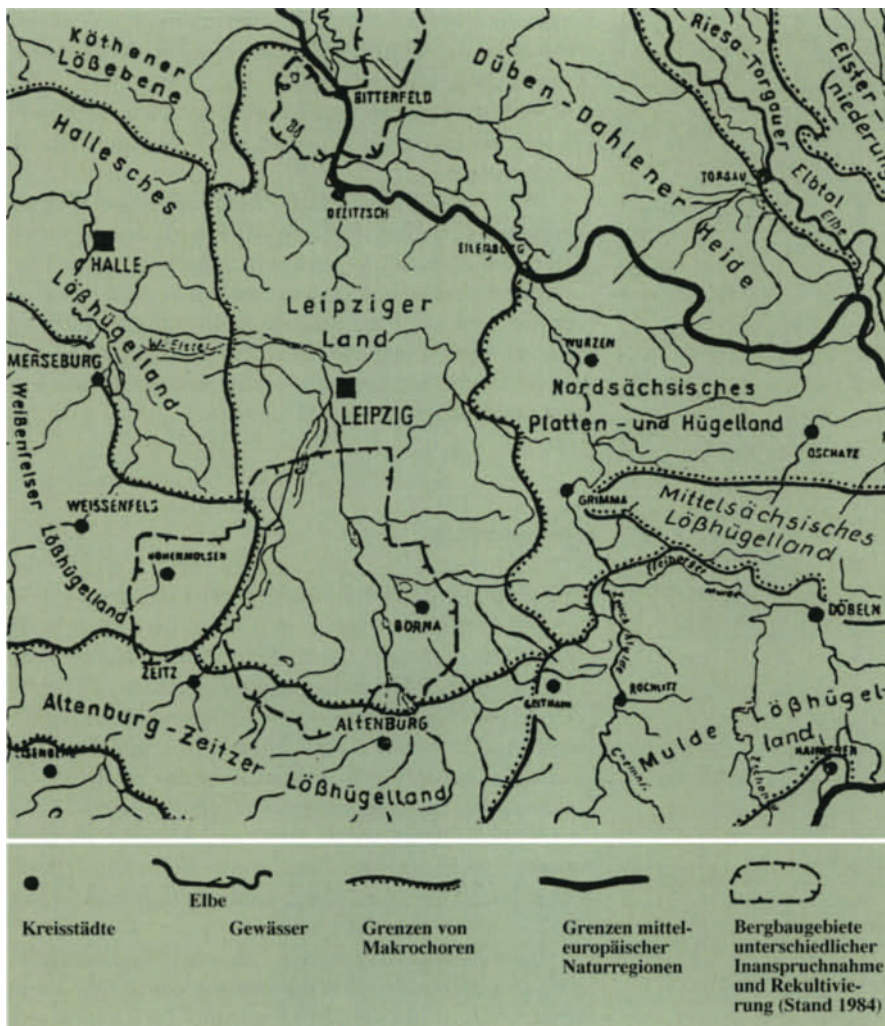 Köthener
Lößebene
Hallesches
Lößhügelland
Düben-Dahlener
Heide
Riesa-Torgauer
Elbtal
Elbe
Elster-
niederung
BITTERFELD
DELITZSCH
EILENBURG
TORGAU
HALLE
Leipziger
Land
W. Elster
MERSEBURG
LEIPZIG
WURZEN
Nordsächsisches
Platten- und Hügelland
OSCHATZ
Weißenfelser
Lößhügelland
WEISSENFELS
HOHENMÖLSEN
GRIMMA
Mittelsächsisches
Lößhügelland
DÖBELN
BORNA
ZEITZ
Altenburg-Zeitzer
Lößhügelland
ALTENBURG
GEITHAIN
ROCHLITZ
Mulde
Lößhügel-
land
HAINICHEN
EISENBERG
Elbe
Kreisstädte
Gewässer
Grenzen von
Makrochoren
Grenzen mittel-
europäischer
Naturregionen
Bergbaugebiete
unterschiedlicher
Inanspruchnahme
und Rekultivie-
rung (Stand 1984)